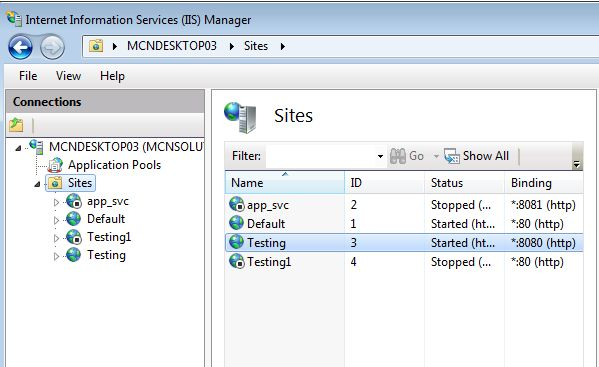 Internet Information Services (IIS) Manager
MCNDESKTOP03 Sites
File View Help
Connections
MCNDESKTOP03 (MCNSOLU
Application Pools
Sites
app_svc
Default
Testing1
Testing
Sites
Filter: Go Show All
Name ID Status Binding
app_svc 2 Stopped (... *:8081 (http)
Default 1 Started (ht... *:80 (http)
Testing 3 Started (ht... *:8080 (http)
Testing1 4 Stopped (... *:80 (http)